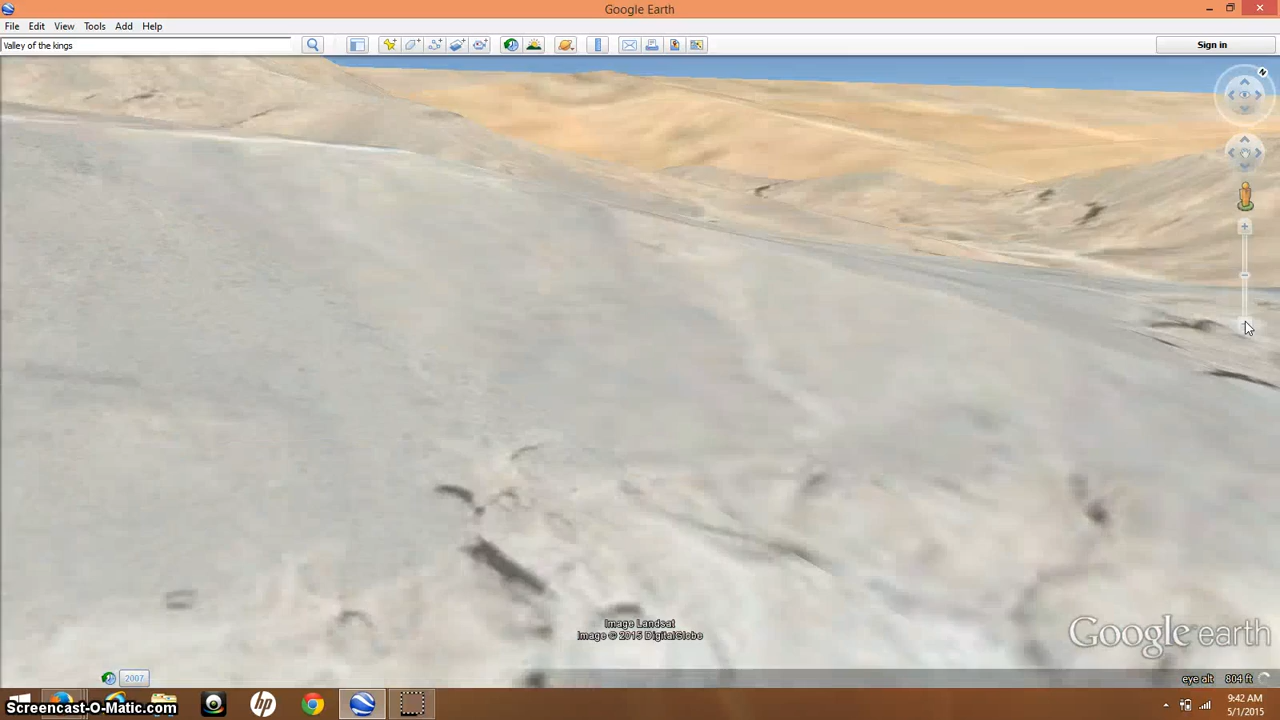 Google Earth
File Edit View Tools Add Help
Valley of the kings
Sign in
N
Image Landsat
Image © 2015 DigitalGlobe
Google earth
2007
eye alt 804 ft
hp
9:42 AM
5/1/2015
Screencast-O-Matic.com